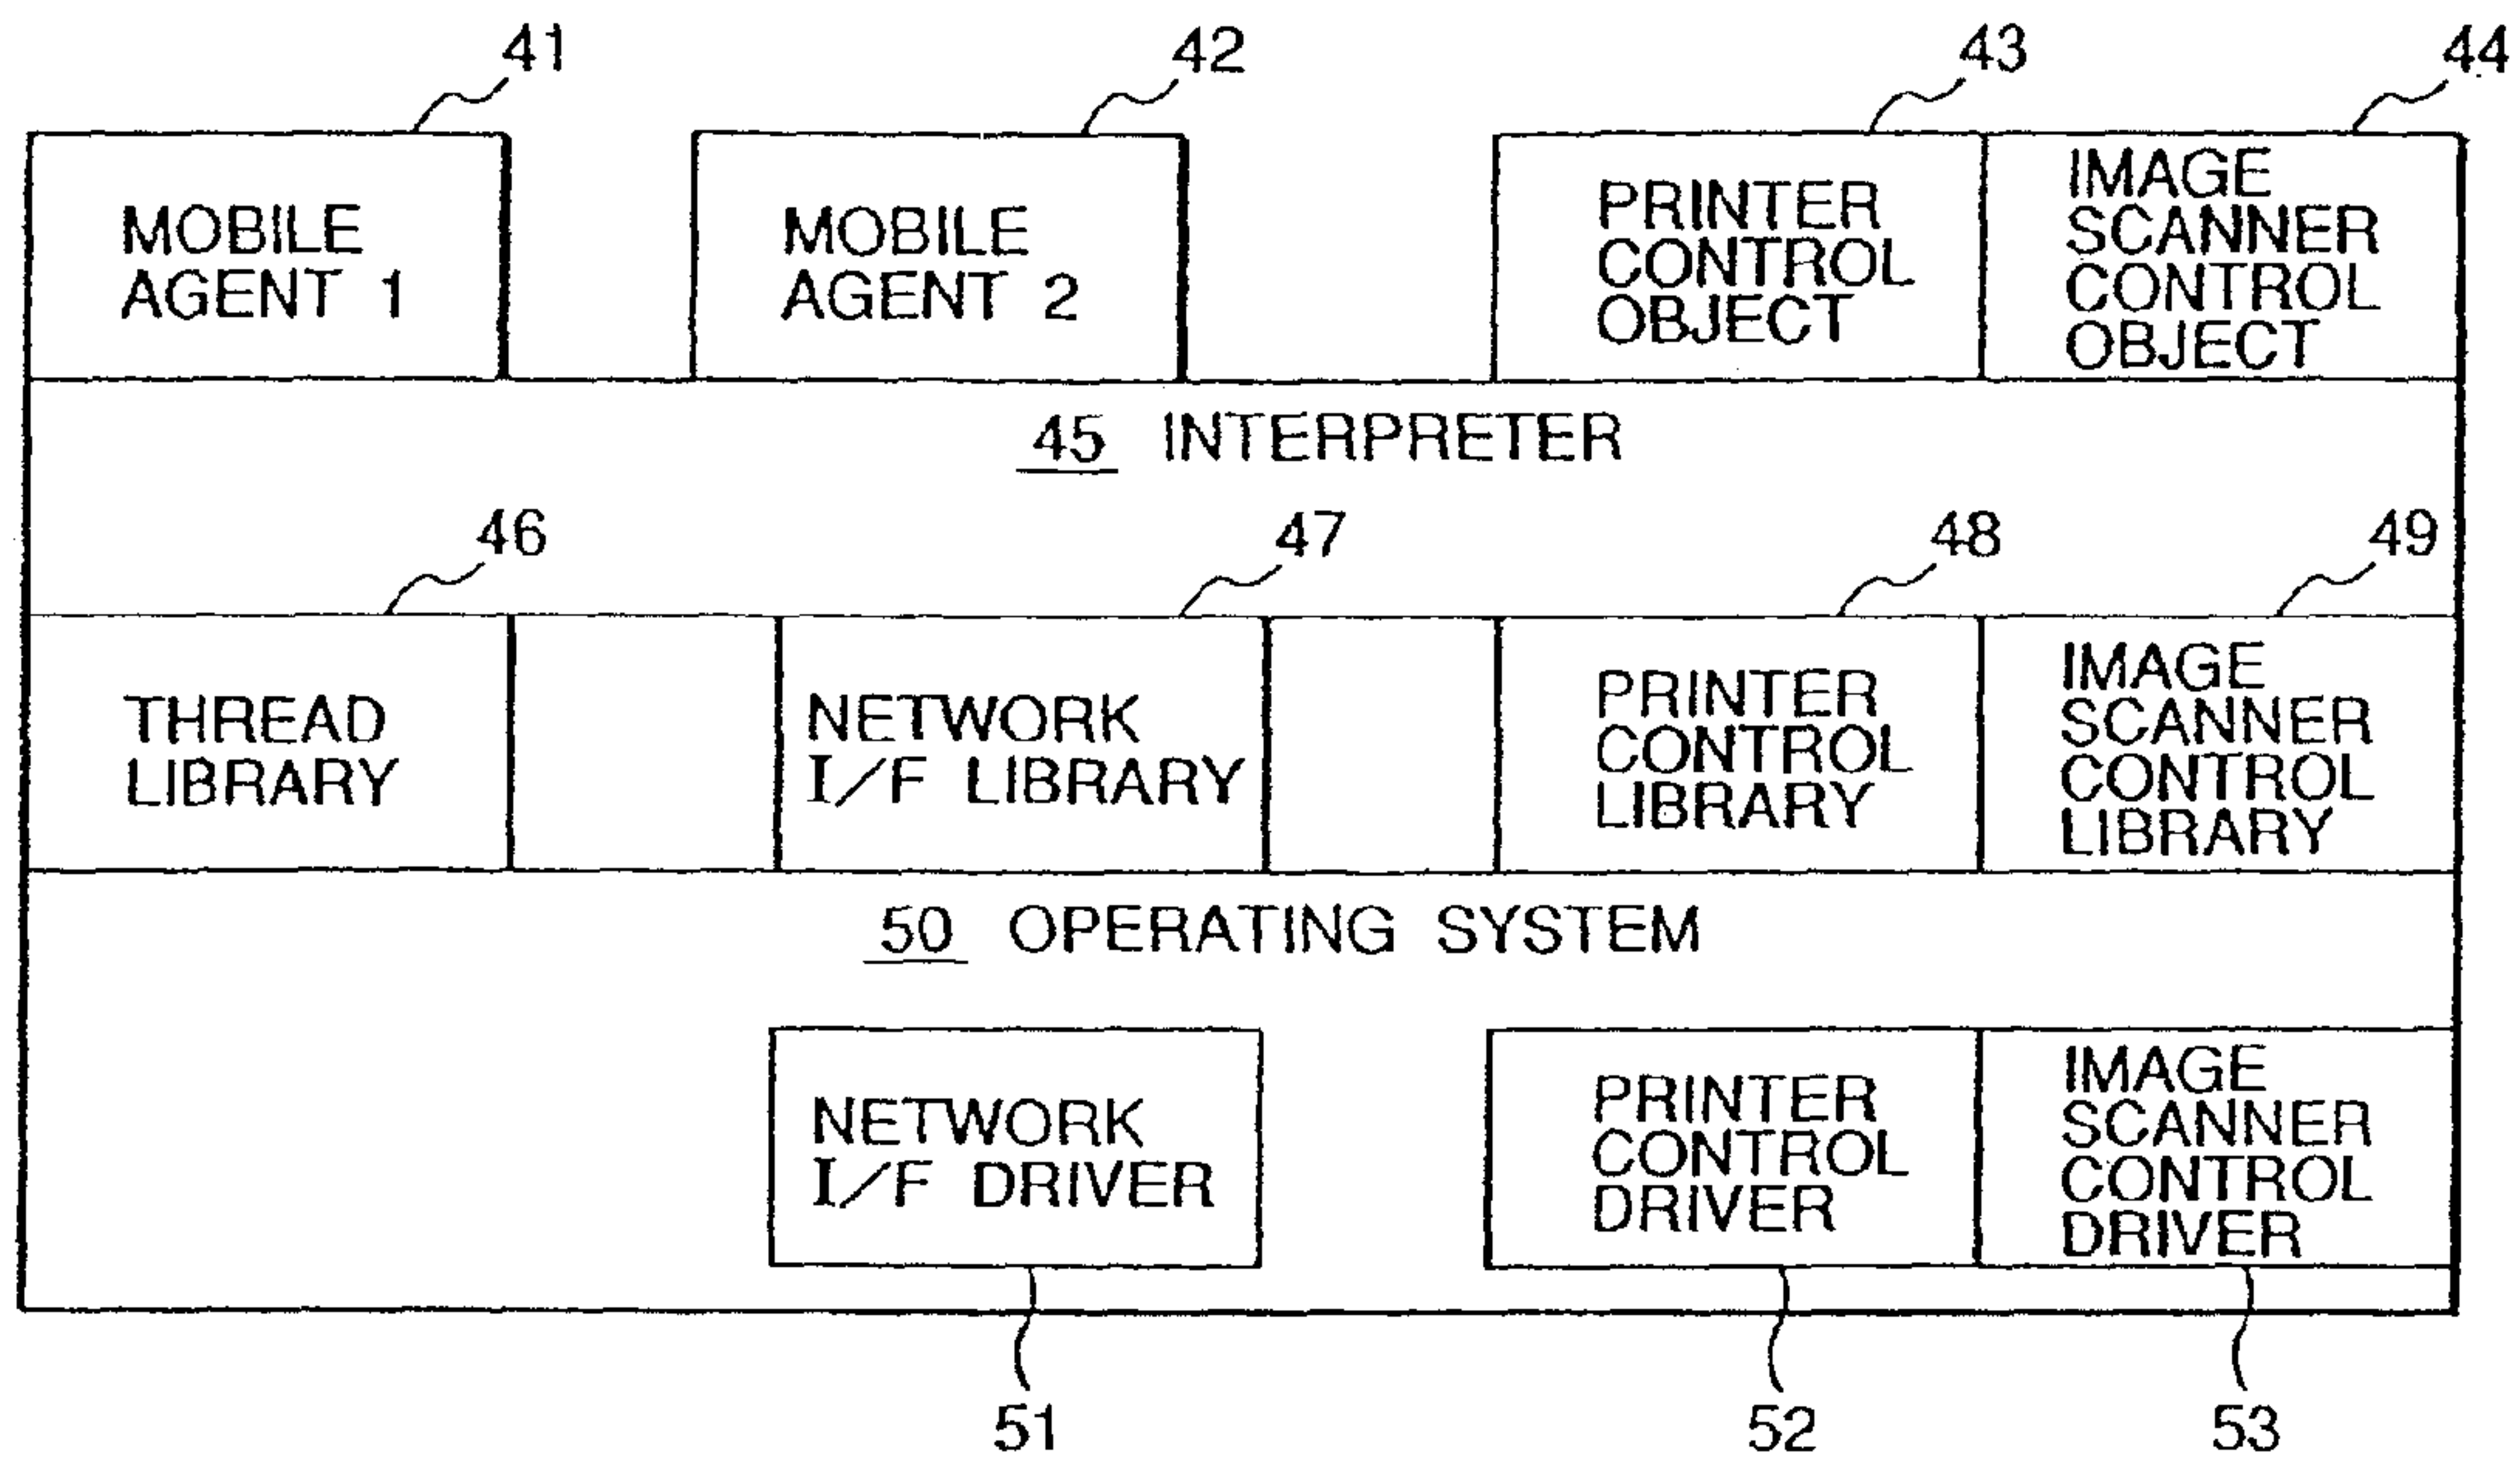 41
42
43
44
MOBILE
AGENT 1
MOBILE
AGENT 2
PRINTER
CONTROL
OBJECT
IMAGE
SCANNER
CONTROL
OBJECT
45 INTERPRETER
46
47
48
49
THREAD
LIBRARY
NETWORK
I/F LIBRARY
PRINTER
CONTROL
LIBRARY
IMAGE
SCANNER
CONTROL
LIBRARY
50 OPERATING SYSTEM
NETWORK
I/F DRIVER
PRINTER
CONTROL
DRIVER
IMAGE
SCANNER
CONTROL
DRIVER
51
52
53